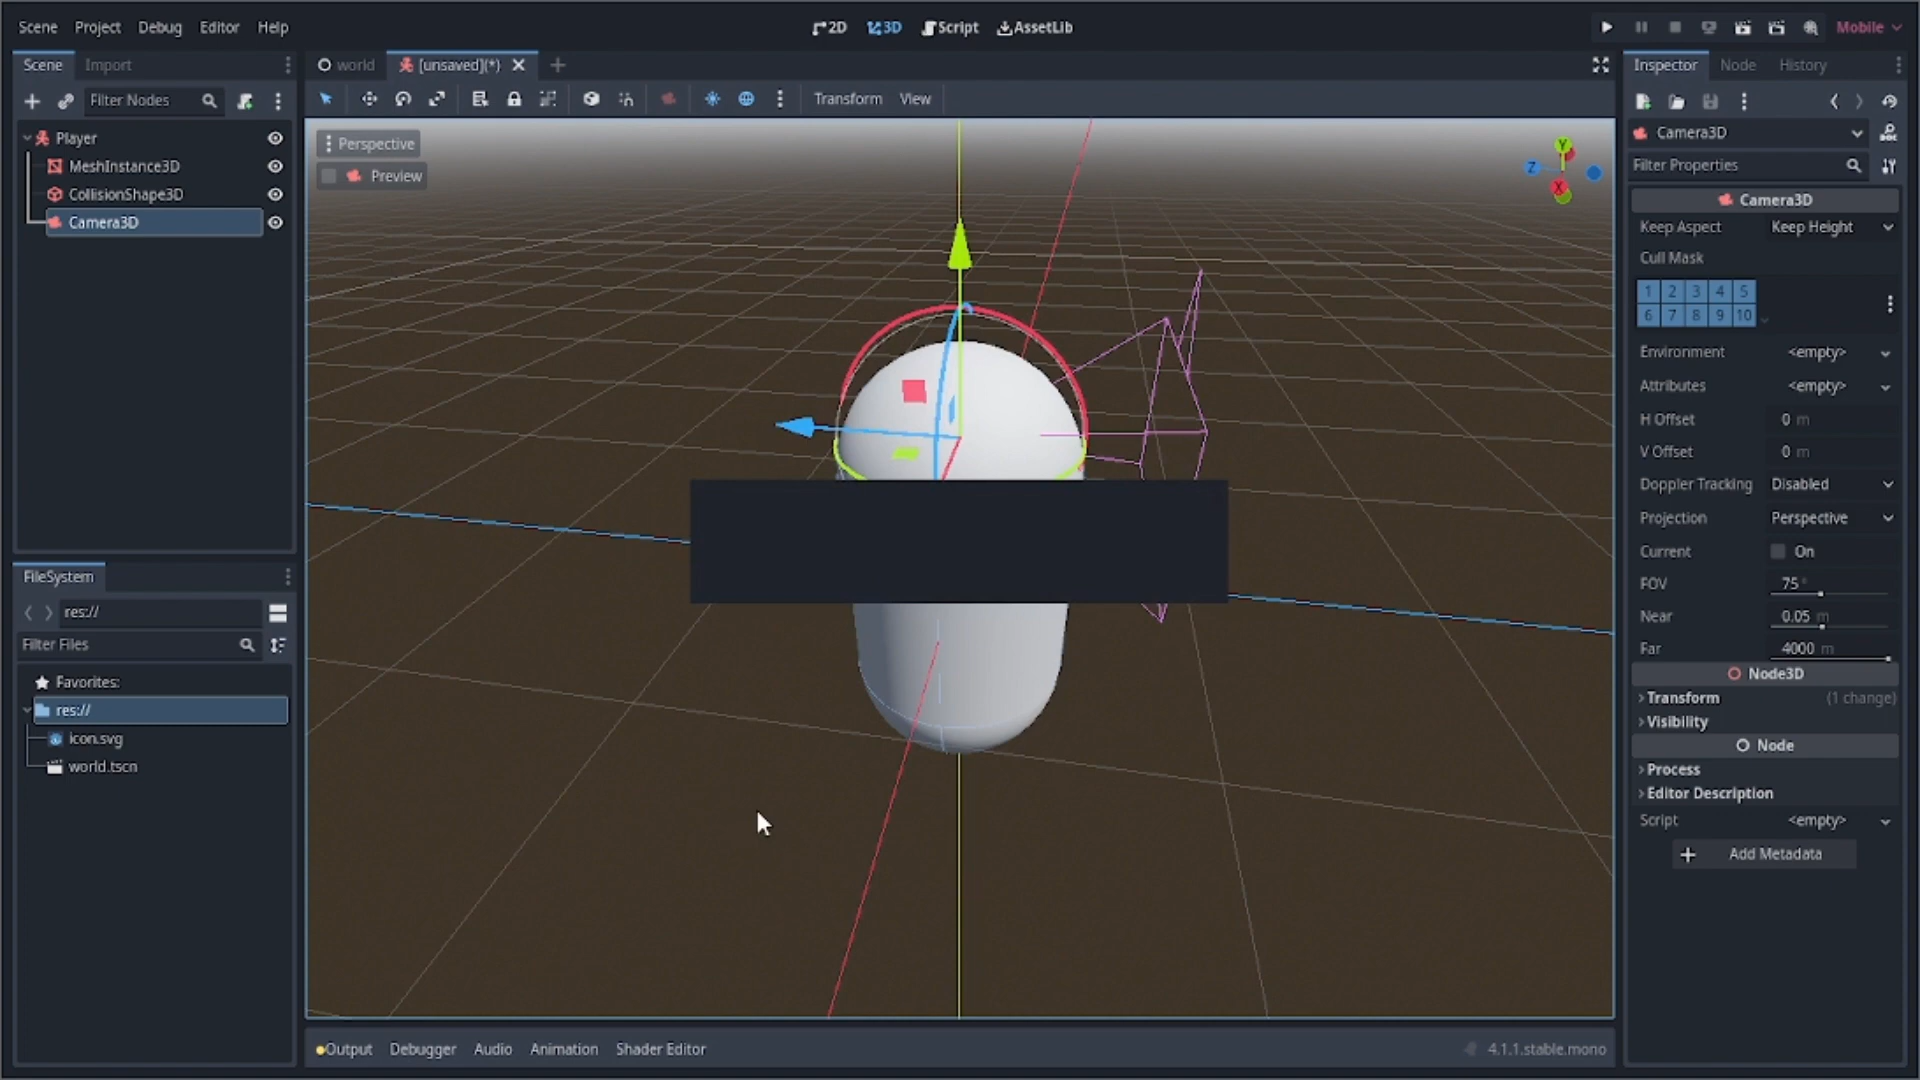 Scene Project Debug Editor Help
2D 3D Script AssetLib
Mobile
Scene Import
Filter Nodes
Player
MeshInstance3D
CollisionShape3D
Camera3D
FileSystem
res://
Filter Files
Favorites:
res://
icon.svg
world.tscn
world [unsaved](*)
Transform View
Perspective
Preview
Y
Z
X
Output Debugger Audio Animation Shader Editor
4.1.1.stable.mono
Inspector Node History
Camera3D
Filter Properties
Camera3D
Keep Aspect Keep Height
Cull Mask
1 2 3 4 5
6 7 8 9 10
Environment <empty>
Attributes <empty>
H Offset 0 m
V Offset 0 m
Doppler Tracking Disabled
Projection Perspective
Current On
FOV 75 °
Near 0.05 m
Far 4000 m
Node3D
Transform (1 change)
Visibility
Node
Process
Editor Description
Script <empty>
Add Metadata